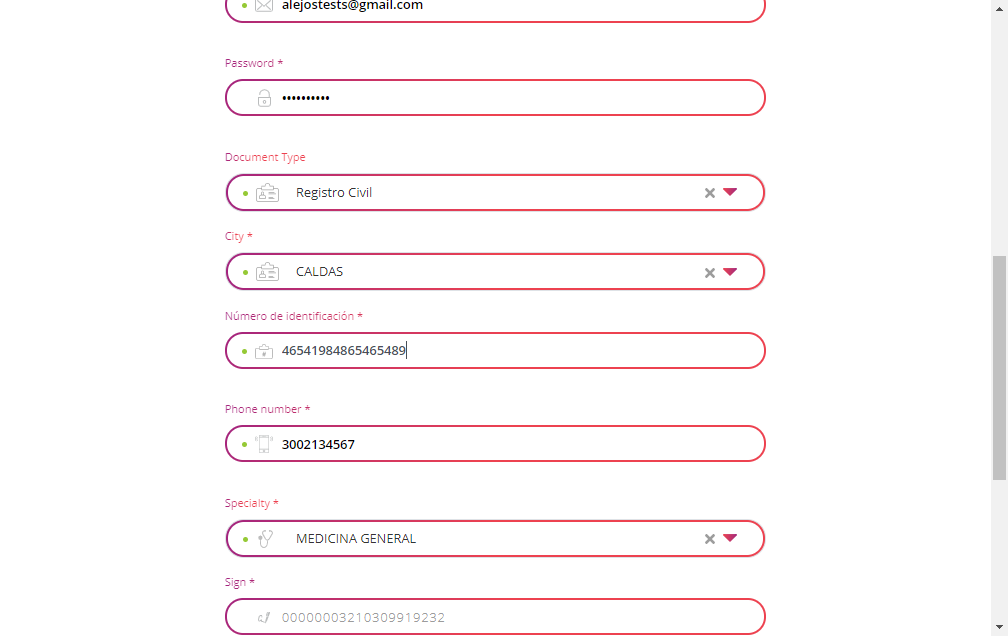 alejostests@gmail.com
Password *
••••••••••
Document Type
Registro Civil
City *
CALDAS
Número de identificación *
46541984865465489
Phone number *
3002134567
Specialty *
MEDICINA GENERAL
Sign *
00000003210309919232